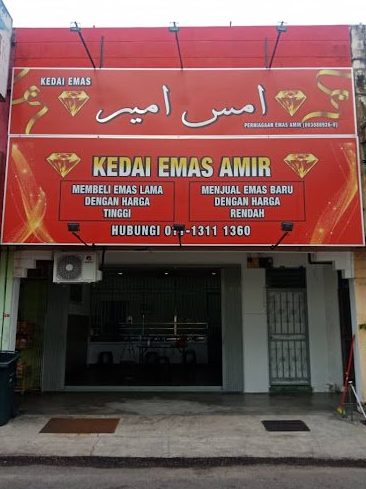 KEDAI EMAS
امس امير
PERNIAGAAN EMAS AMIR
KEDAI EMAS AMIR
MEMBELI EMAS LAMA
DENGAN HARGA
TINGGI
MENJUAL EMAS BARU
DENGAN HARGA
RENDAH
HUBUNGI 011-1311 1360